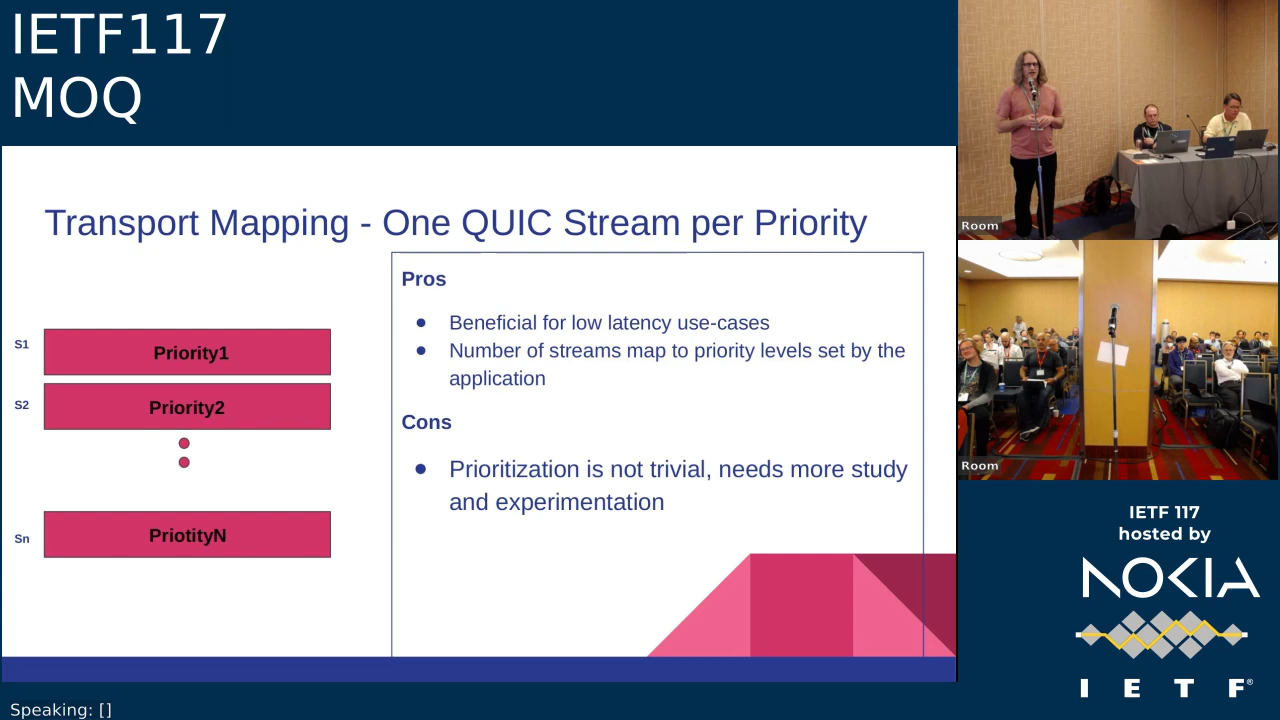 IETF117
MOQ
Transport Mapping - One QUIC Stream per Priority
S1
Priority1
S2
Priority2
Sn
PriotityN
Pros
● Beneficial for low latency use-cases
● Number of streams map to priority levels set by the
application
Cons
● Prioritization is not trivial, needs more study
and experimentation
Room
Room
IETF 117
hosted by
NOKIA
I E T F®
Speaking: []